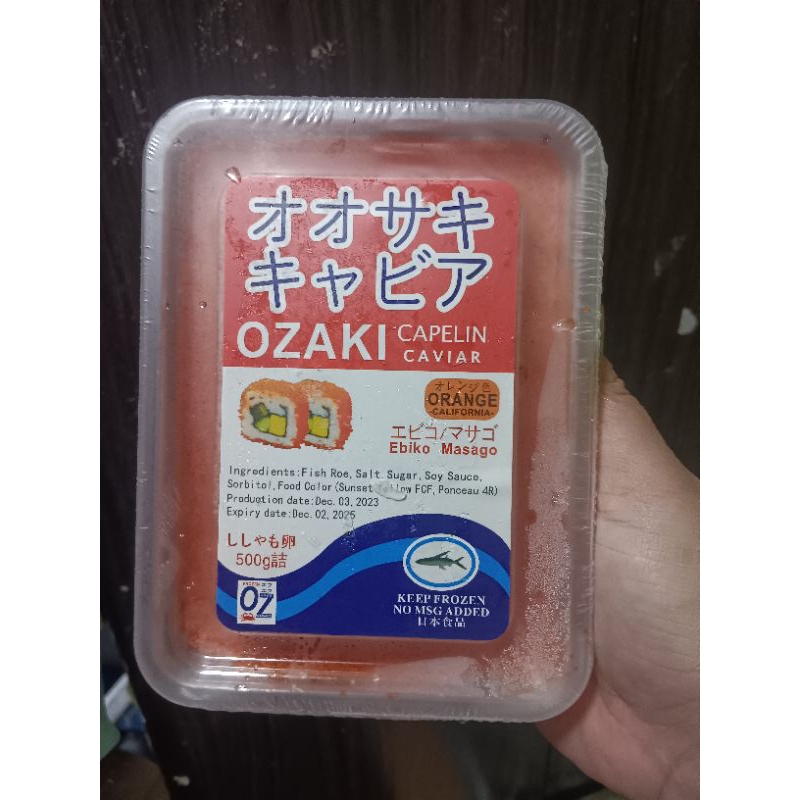 オオサキ
キャビア
OZAKI CAPELIN
CAVIAR
オレンジ色
ORANGE
-CALIFORNIA-
エビコ/マサゴ
Ebiko Masago
Ingredients:Fish Roe, Salt, Sugar, Soy Sauce,
Sorbitol, Food Color (Sunset Yellow FCF, Ponceau 4R)
Production date:Dec. 03, 2023
Expiry date:Dec. 02, 2025
ししゃも卵
500g詰
OZ
KEEP FROZEN
NO MSG ADDED
日本食品